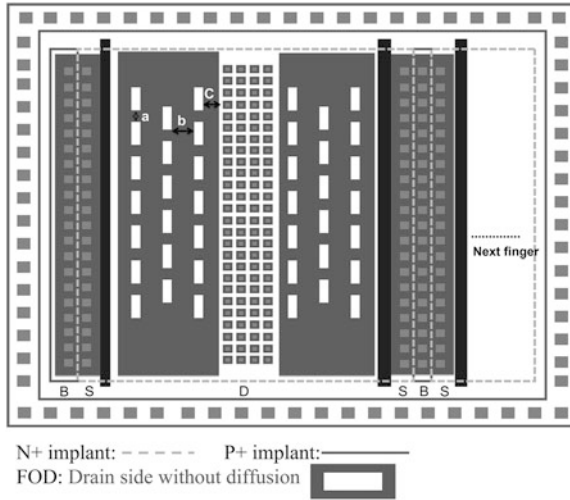 C
a
b
Next finger
B S D S B S
N+ implant: P+ implant:
FOD: Drain side without diffusion